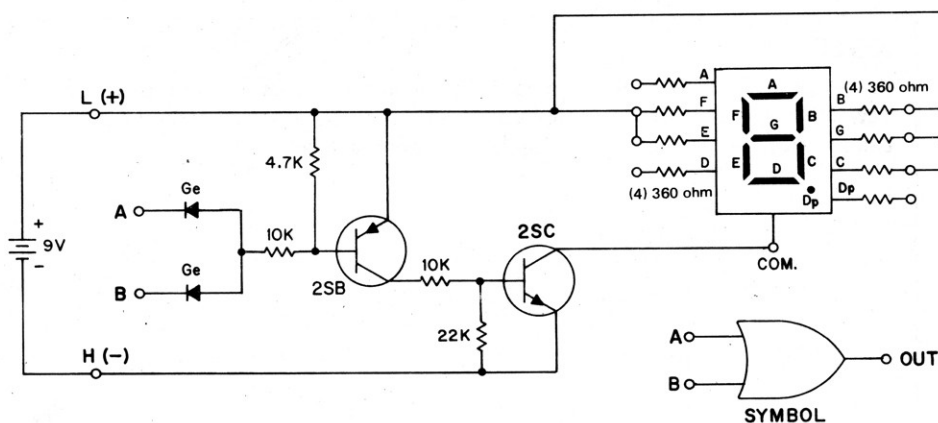 L (+)
4.7K
+
9V
-
Ge
A
10K
Ge
B
2SB
10K
2SC
22K
H (-)
A
F
E
D
(4) 360 ohm
A
F
B
G
E
C
D
Dp
(4) 360 ohm
B
G
C
Dp
COM.
A
B
OUT
SYMBOL